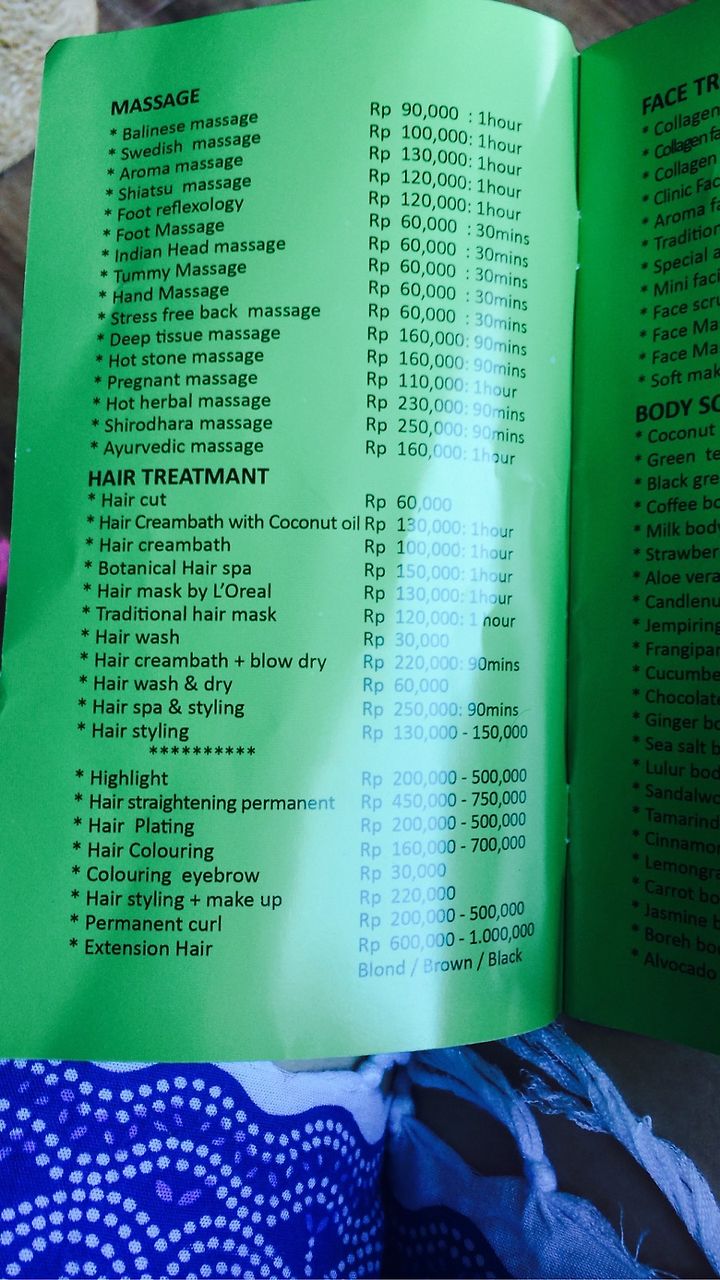 MASSAGE
* Balinese massage Rp 90,000 : 1hour
* Swedish massage Rp 100,000: 1hour
* Aroma massage Rp 130,000: 1hour
* Shiatsu massage Rp 120,000: 1hour
* Foot reflexology Rp 120,000: 1hour
* Foot Massage Rp 60,000 : 30mins
* Indian Head massage Rp 60,000 : 30mins
* Tummy Massage Rp 60,000 : 30mins
* Hand Massage Rp 60,000 : 30mins
* Stress free back massage Rp 60,000 : 30mins
* Deep tissue massage Rp 160,000: 90mins
* Hot stone massage Rp 160,000: 90mins
* Pregnant massage Rp 110,000: 1hour
* Hot herbal massage Rp 230,000: 90mins
* Shirodhara massage Rp 250,000: 90mins
* Ayurvedic massage Rp 160,000: 1hour
HAIR TREATMANT
* Hair cut Rp 60,000
* Hair Creambath with Coconut oil Rp 130,000: 1hour
* Hair creambath Rp 100,000: 1hour
* Botanical Hair spa Rp 150,000: 1hour
* Hair mask by L'Oreal Rp 130,000: 1hour
* Traditional hair mask Rp 120,000: 1 hour
* Hair wash Rp 30,000
* Hair creambath + blow dry Rp 220,000: 90mins
* Hair wash & dry Rp 60,000
* Hair spa & styling Rp 250,000: 90mins
* Hair styling Rp 130,000 - 150,000
**********
* Highlight Rp 200,000 - 500,000
* Hair straightening permanent Rp 450,000 - 750,000
* Hair Plating Rp 200,000 - 500,000
* Hair Colouring Rp 160,000 - 700,000
* Colouring eyebrow Rp 30,000
* Hair styling + make up Rp 220,000
* Permanent curl Rp 200,000 - 500,000
* Extension Hair Rp 600,000 - 1.000,000
Blond / Brown / Black
FACE TR
* Collagen
* Collagen fa
* Collagen
* Clinic Fac
* Aroma fa
* Tradition
* Special a
* Mini faci
* Face scru
* Face Ma
* Face Ma
* Soft mak
BODY SC
* Coconut
* Green te
* Black gre
* Coffee bo
* Milk body
* Strawber
* Aloe vera
* Candlenu
* Jempiring
* Frangipan
* Cucumbe
* Chocolate
* Ginger bo
* Sea salt b
* Lulur bod
* Sandalwo
* Tamarind
* Cinnamo
* Lemongra
* Carrot bo
* Jasmine b
* Boreh bo
* Alvocado